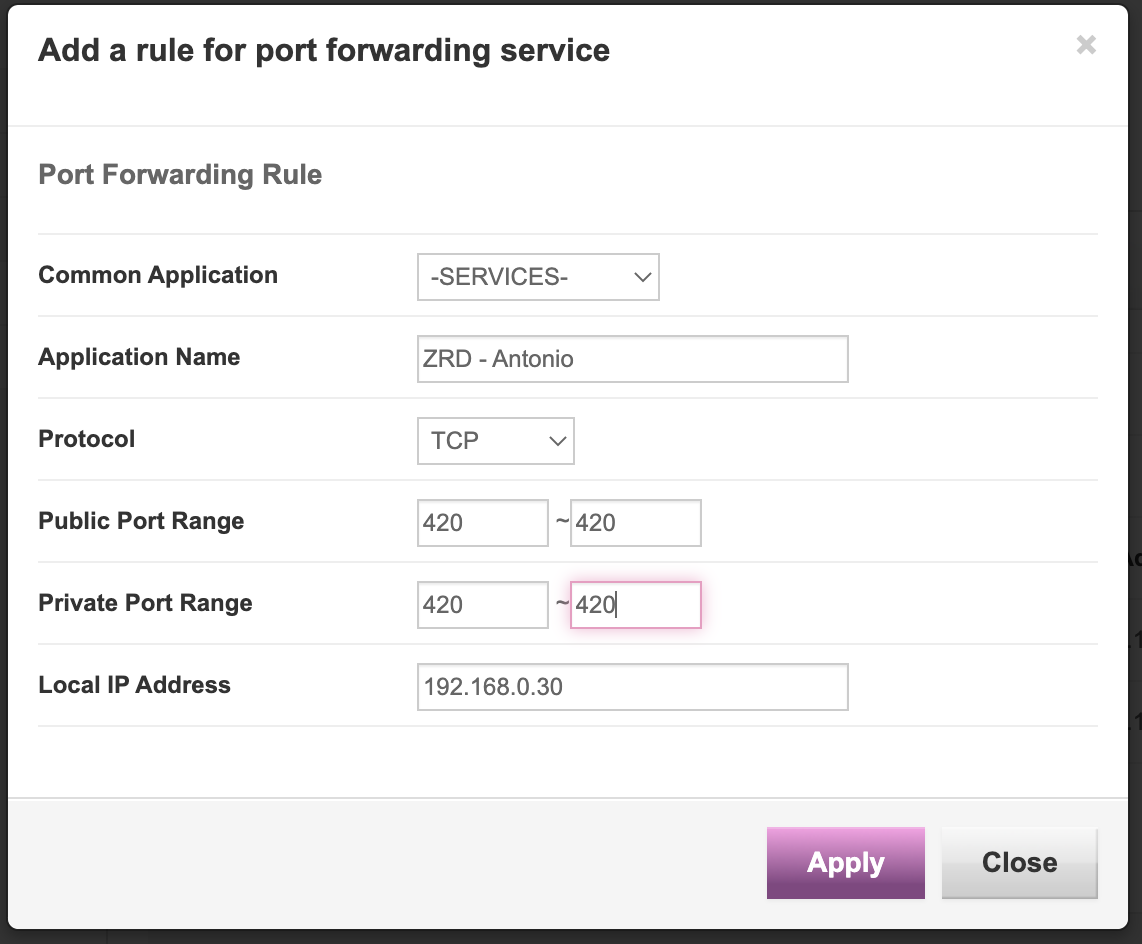 Add a rule for port forwarding service
×
Port Forwarding Rule
Common Application -SERVICES-
Application Name ZRD - Antonio
Protocol TCP
Public Port Range 420 ~ 420
Private Port Range 420 ~ 420
Local IP Address 192.168.0.30
Apply Close